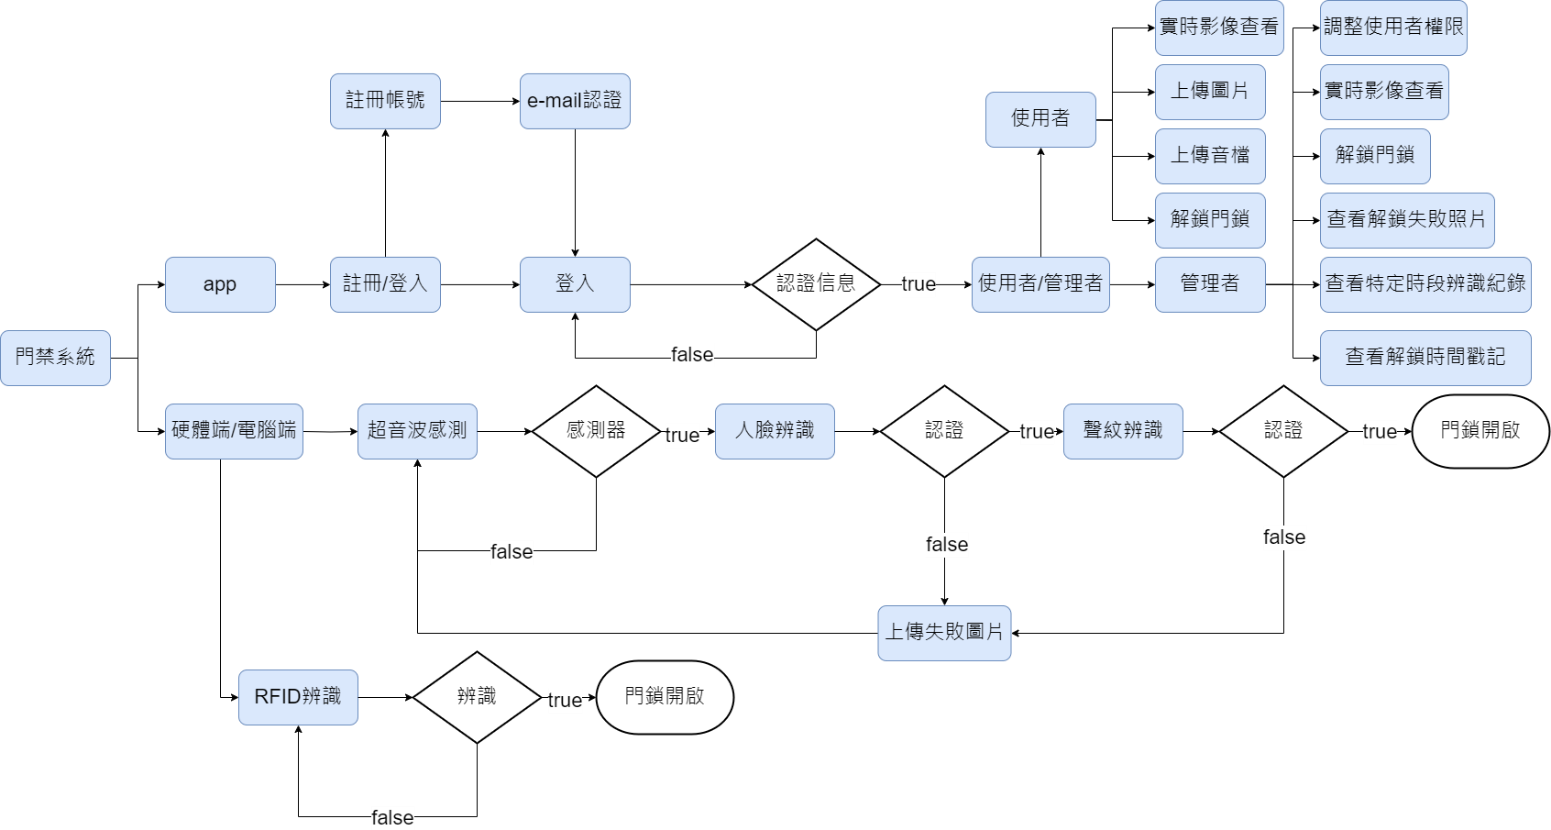 實時影像查看
調整使用者權限
註冊帳號
e-mail認證
使用者
上傳圖片
實時影像查看
上傳音檔
解鎖門鎖
解鎖門鎖
查看解鎖失敗照片
app
註冊/登入
登入
認證信息
true
使用者/管理者
管理者
查看特定時段辨識紀錄
門禁系統
false
查看解鎖時間戳記
硬體端/電腦端
超音波感測
感測器
true
人臉辨識
認證
true
聲紋辨識
認證
true
門鎖開啟
false
false
false
上傳失敗圖片
RFID辨識
辨識
true
門鎖開啟
false